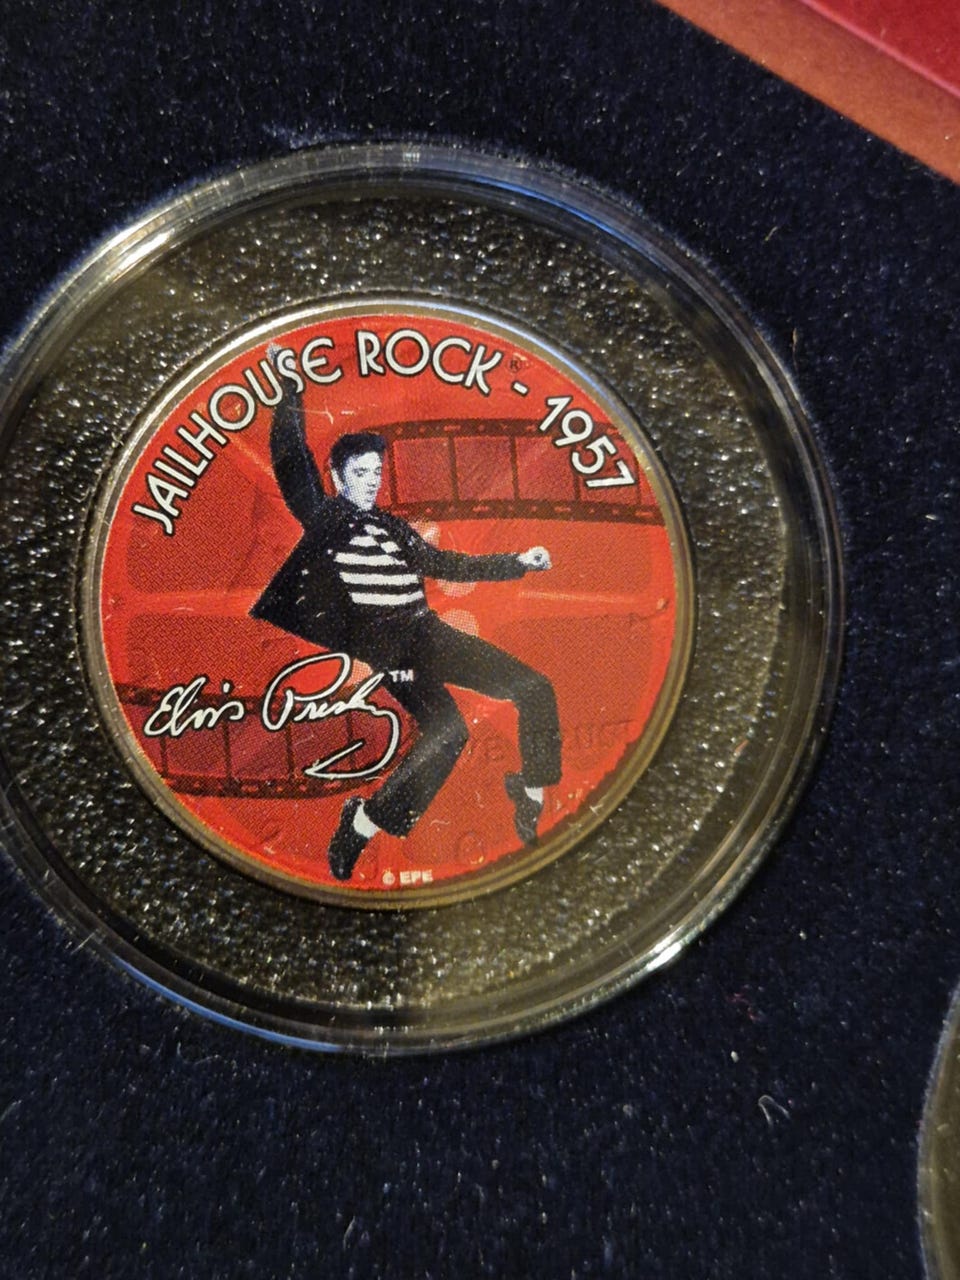 JAILHOUSE ROCK® - 1957
Elvis Presley™
© EPE